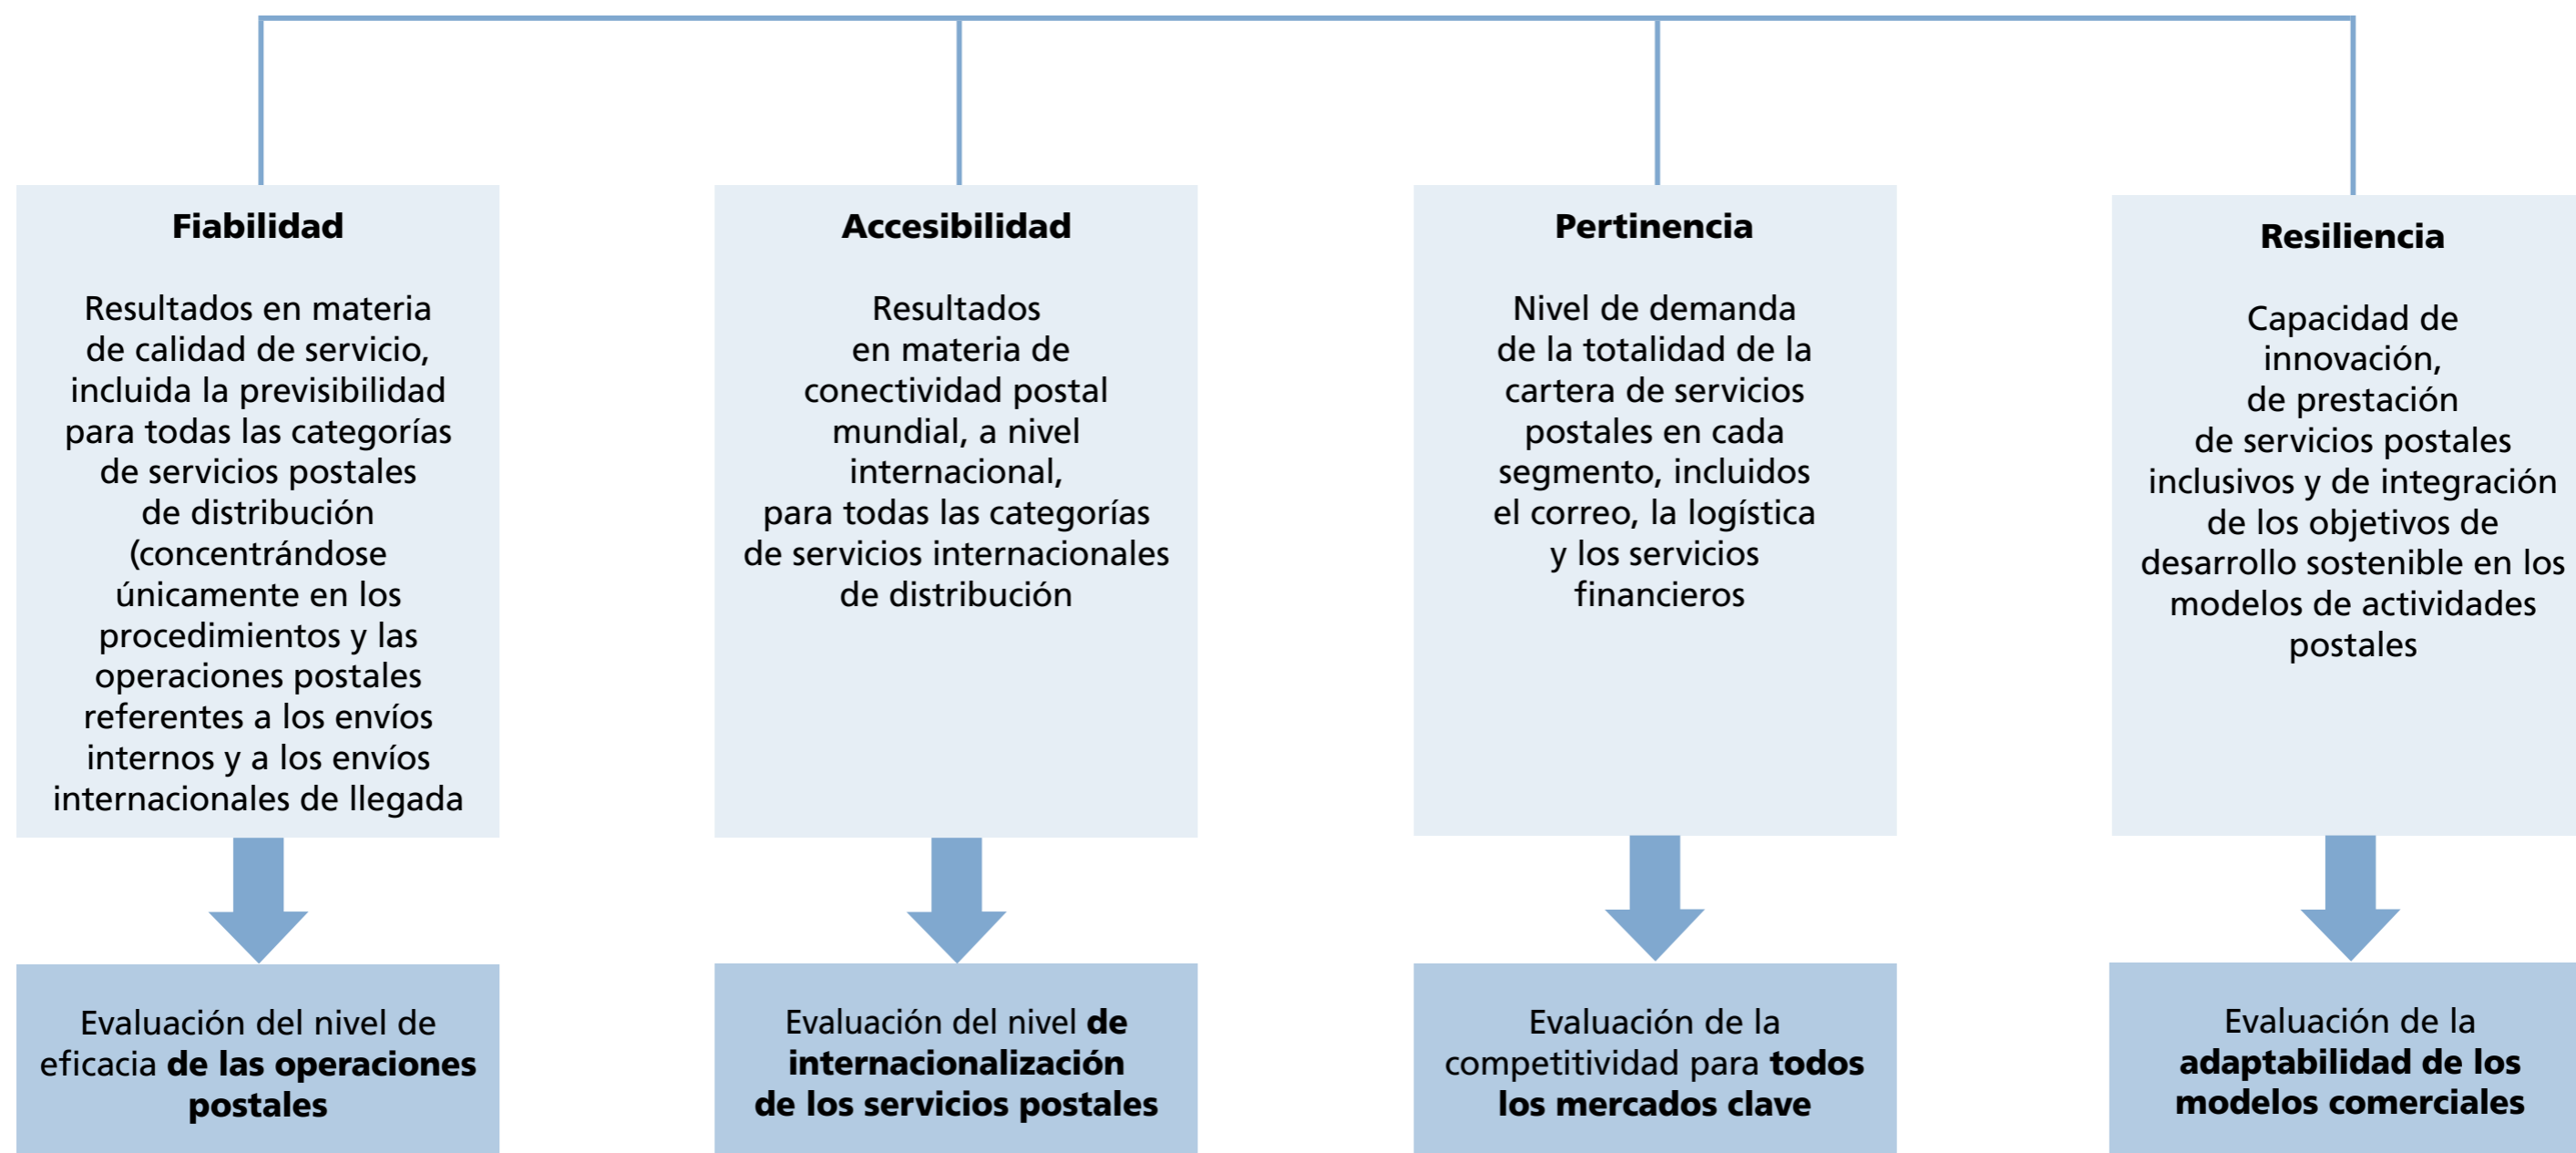 Fiabilidad
Resultados en materia
de calidad de servicio,
incluida la previsibilidad
para todas las categorías
de servicios postales
de distribución
(concentrándose
únicamente en los
procedimientos y las
operaciones postales
referentes a los envíos
internos y a los envíos
internacionales de llegada
Evaluación del nivel de
eficacia de las operaciones
postales
Accesibilidad
Resultados
en materia de
conectividad postal
mundial, a nivel
internacional,
para todas las categorías
de servicios internacionales
de distribución
Evaluación del nivel de
internacionalización
de los servicios postales
Pertinencia
Nivel de demanda
de la totalidad de la
cartera de servicios
postales en cada
segmento, incluidos
el correo, la logística
y los servicios
financieros
Evaluación de la
competitividad para todos
los mercados clave
Resiliencia
Capacidad de
innovación,
de prestación
de servicios postales
inclusivos y de integración
de los objetivos de
desarrollo sostenible en los
modelos de actividades
postales
Evaluación de la
adaptabilidad de los
modelos comerciales